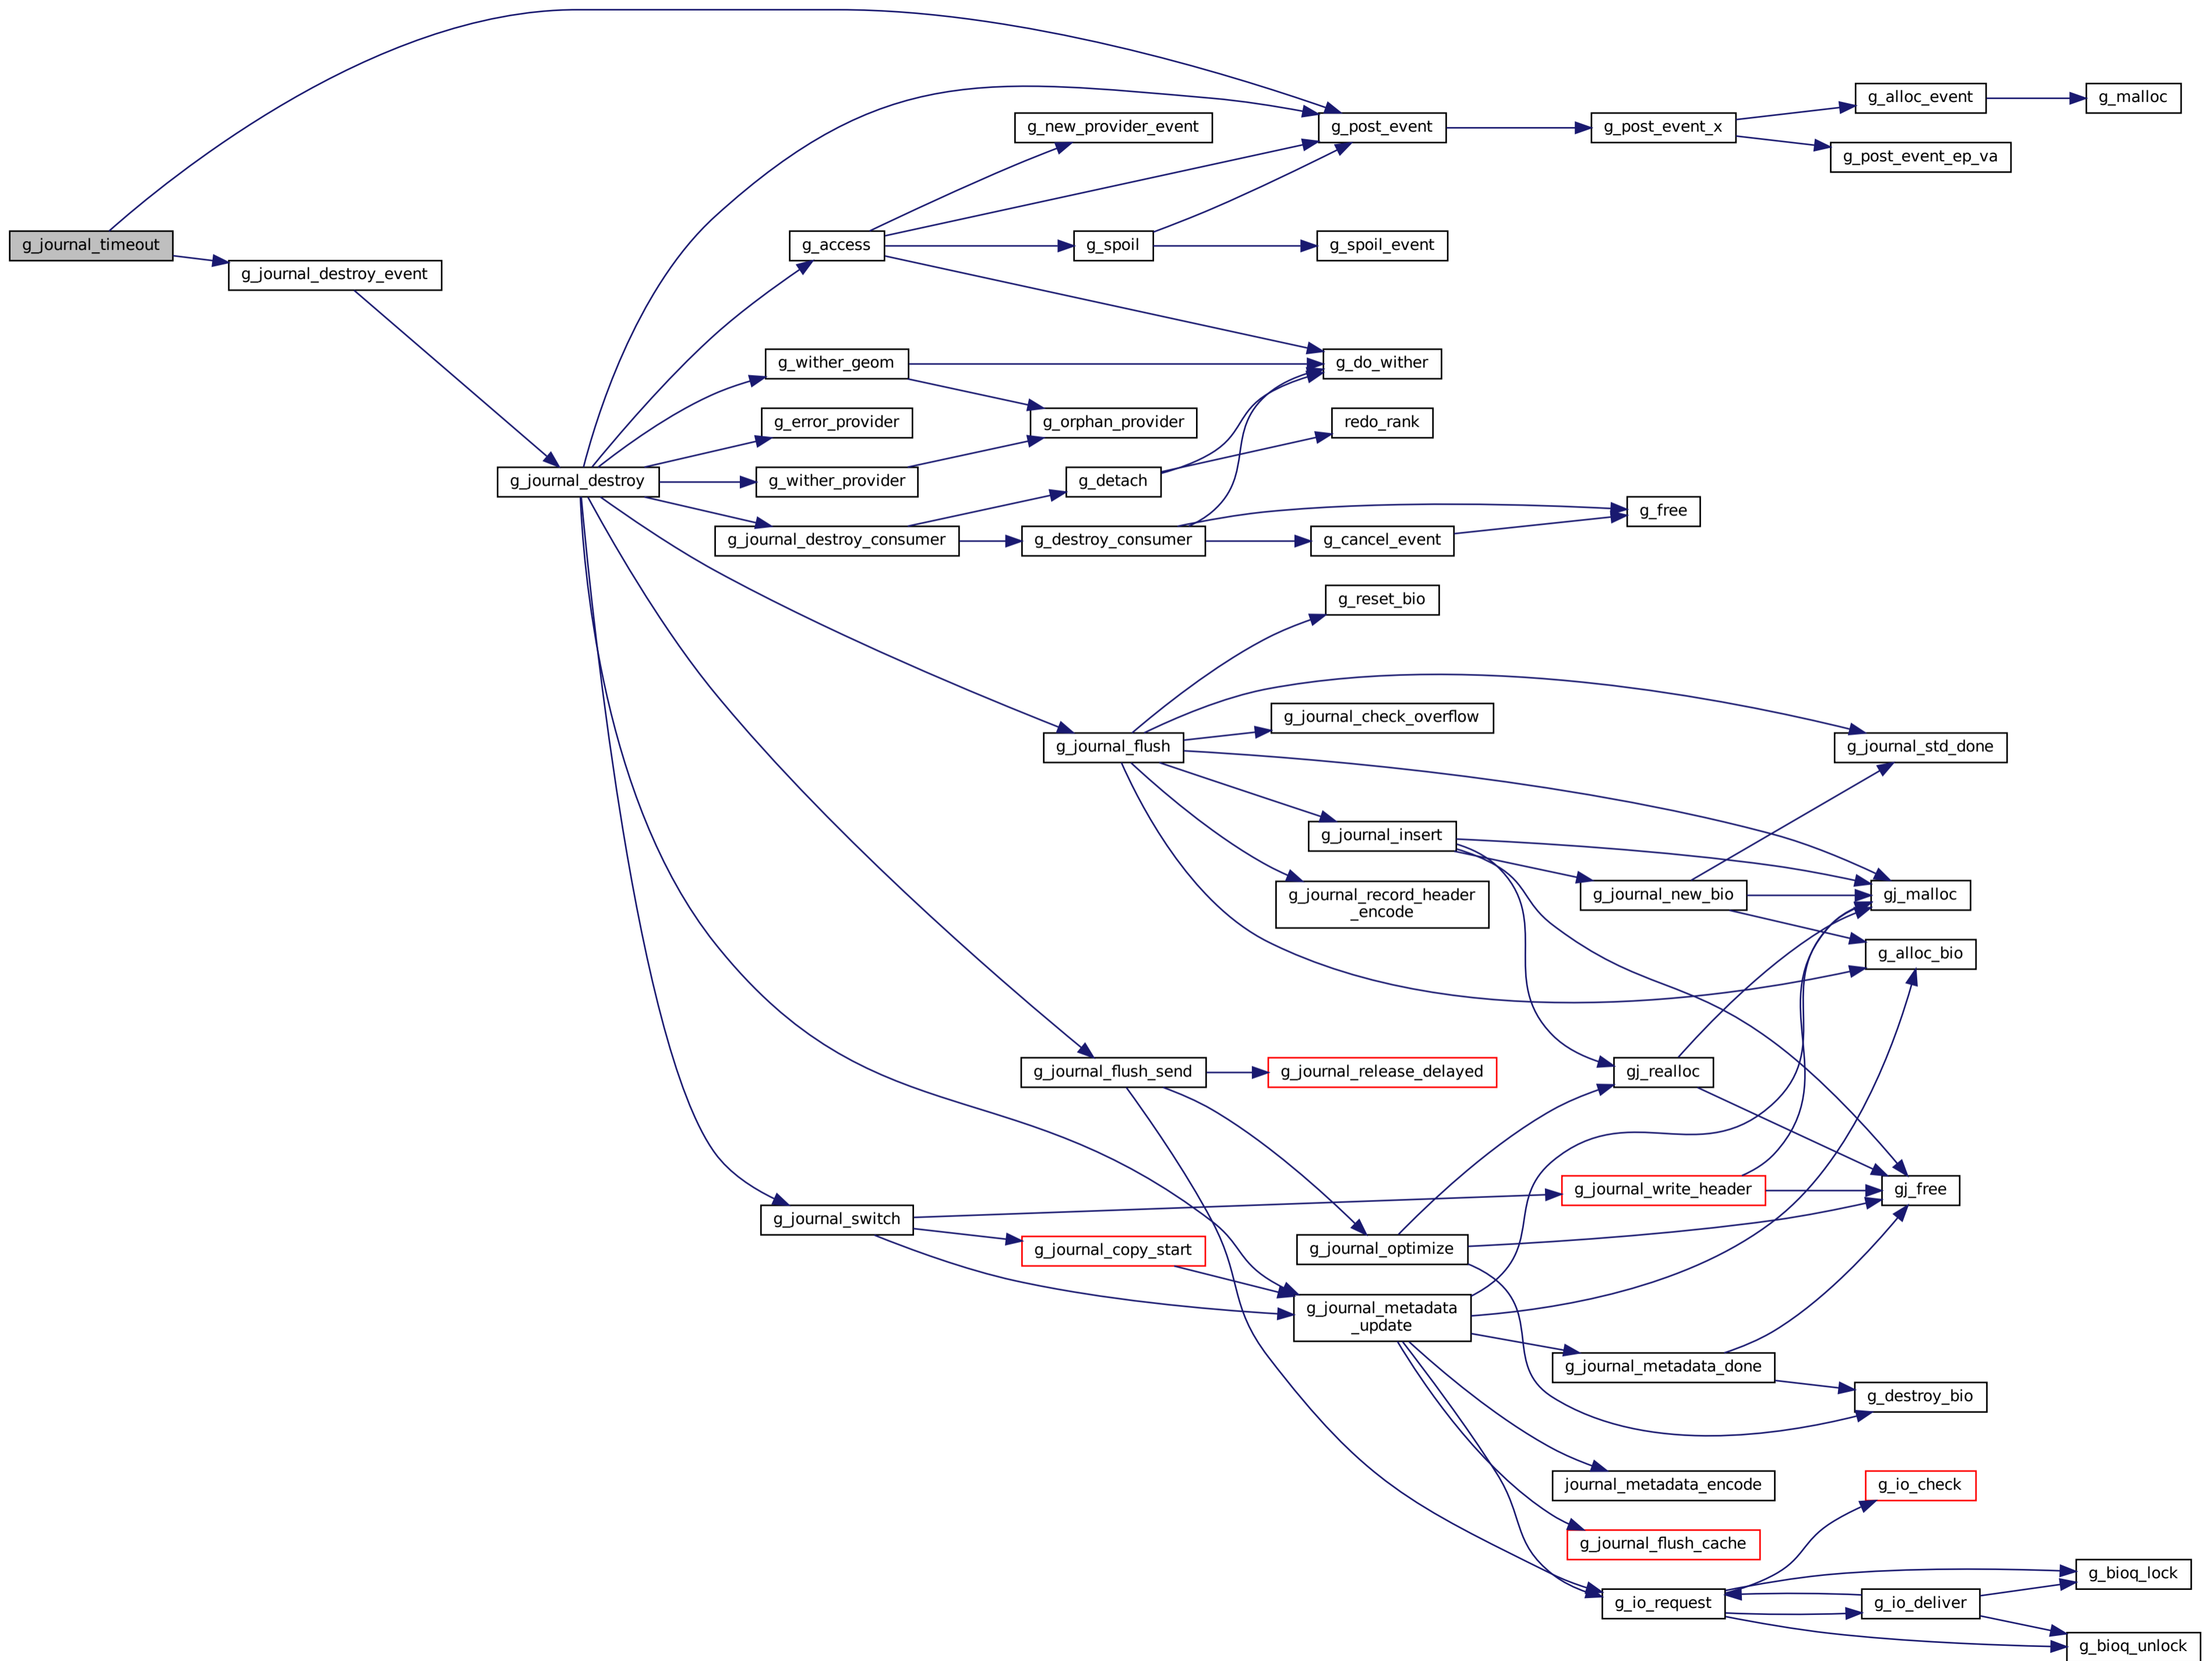 g_journal_timeout
g_journal_destroy_event
g_journal_destroy
g_access
g_new_provider_event
g_post_event
g_post_event_x
g_alloc_event
g_malloc
g_post_event_ep_va
g_spoil
g_spoil_event
g_wither_geom
g_do_wither
g_error_provider
g_orphan_provider
redo_rank
g_wither_provider
g_detach
g_free
g_journal_destroy_consumer
g_destroy_consumer
g_cancel_event
g_reset_bio
g_journal_check_overflow
g_journal_flush
g_journal_std_done
g_journal_insert
g_journal_record_header
_encode
g_journal_new_bio
gj_malloc
g_alloc_bio
g_journal_flush_send
g_journal_release_delayed
gj_realloc
g_journal_write_header
gj_free
g_journal_switch
g_journal_copy_start
g_journal_optimize
g_journal_metadata
_update
g_journal_metadata_done
g_destroy_bio
journal_metadata_encode
g_io_check
g_journal_flush_cache
g_bioq_lock
g_io_request
g_io_deliver
g_bioq_unlock